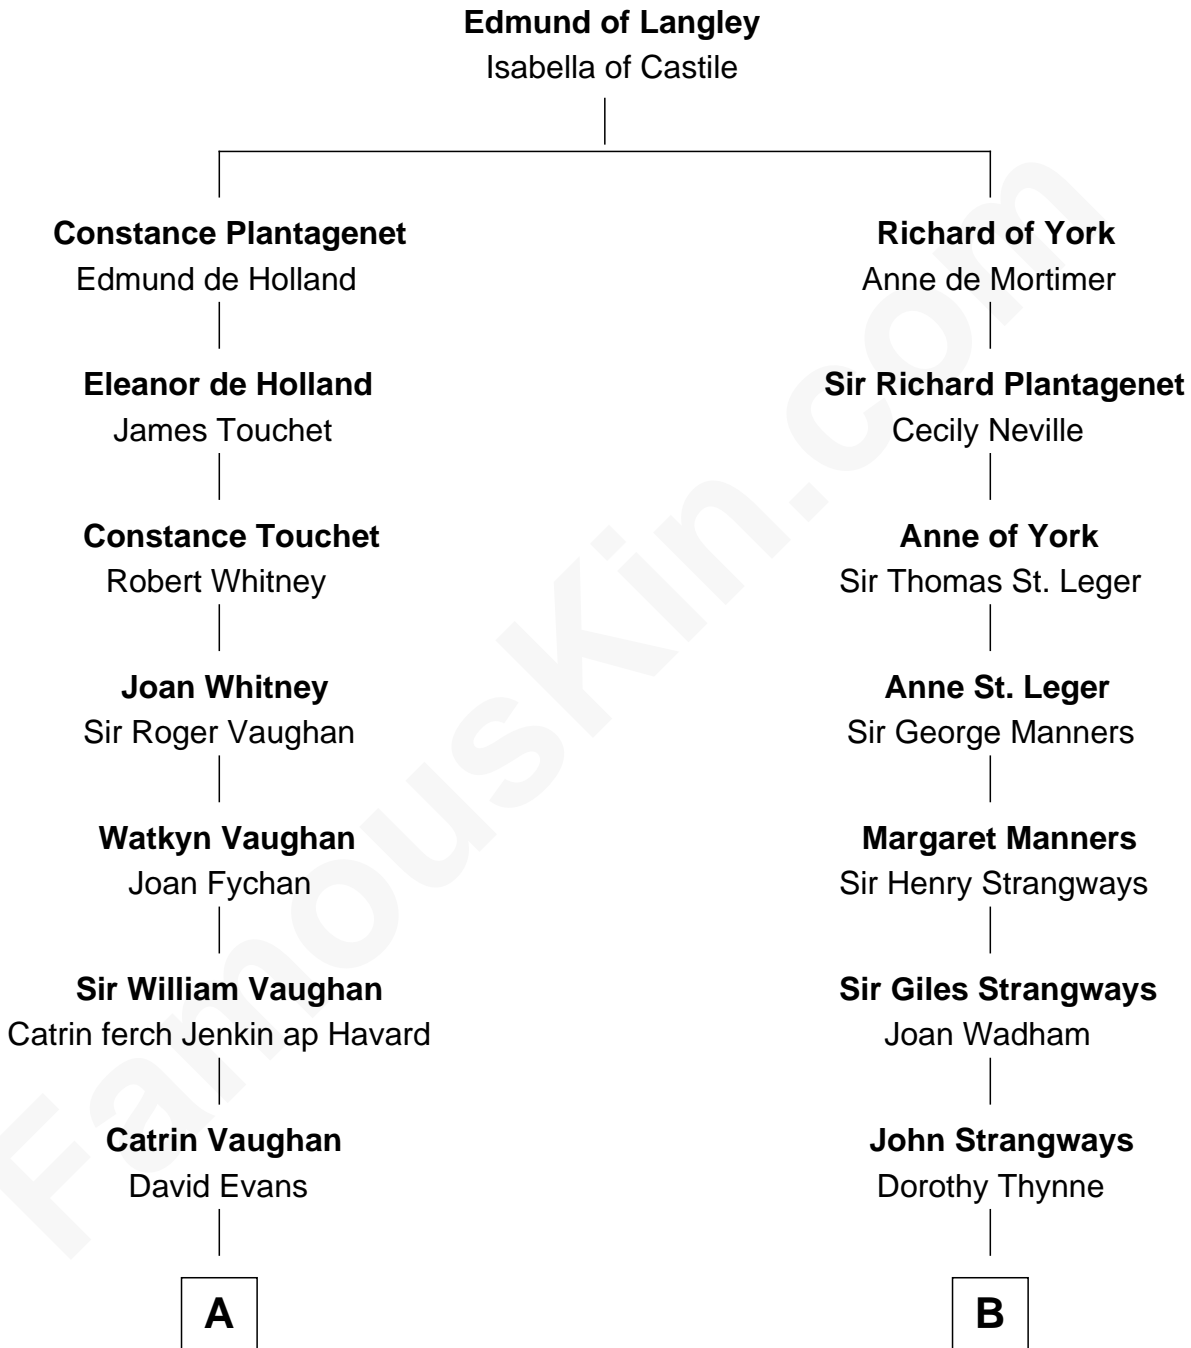 Edmund of Langley
Isabella of Castile
Constance Plantagenet
Edmund de Holland
Richard of York
Anne de Mortimer
Eleanor de Holland
James Touchet
Sir Richard Plantagenet
Cecily Neville
Constance Touchet
Robert Whitney
Anne of York
Sir Thomas St. Leger
Joan Whitney
Sir Roger Vaughan
Anne St. Leger
Sir George Manners
Watkyn Vaughan
Joan Fychan
Margaret Manners
Sir Henry Strangways
Sir William Vaughan
Catrin ferch Jenkin ap Havard
Sir Giles Strangways
Joan Wadham
Catrin Vaughan
David Evans
John Strangways
Dorothy Thynne
A
B
FamousKin.com